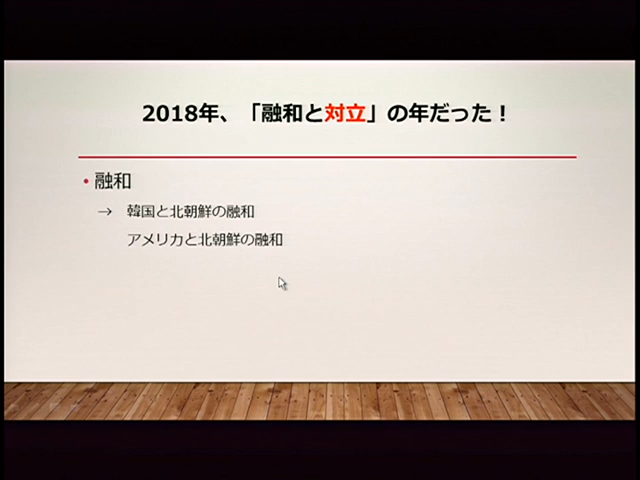 2018年、「融和と対立」の年だった！
• 融和
→ 韓国と北朝鮮の融和
アメリカと北朝鮮の融和